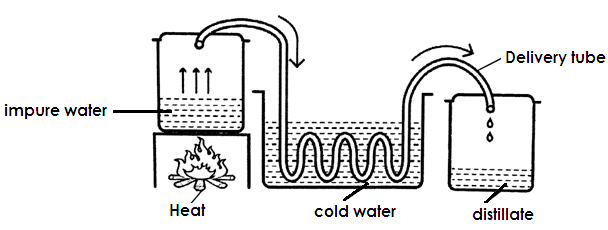 Delivery tube
impure water
Heat
cold water
distillate